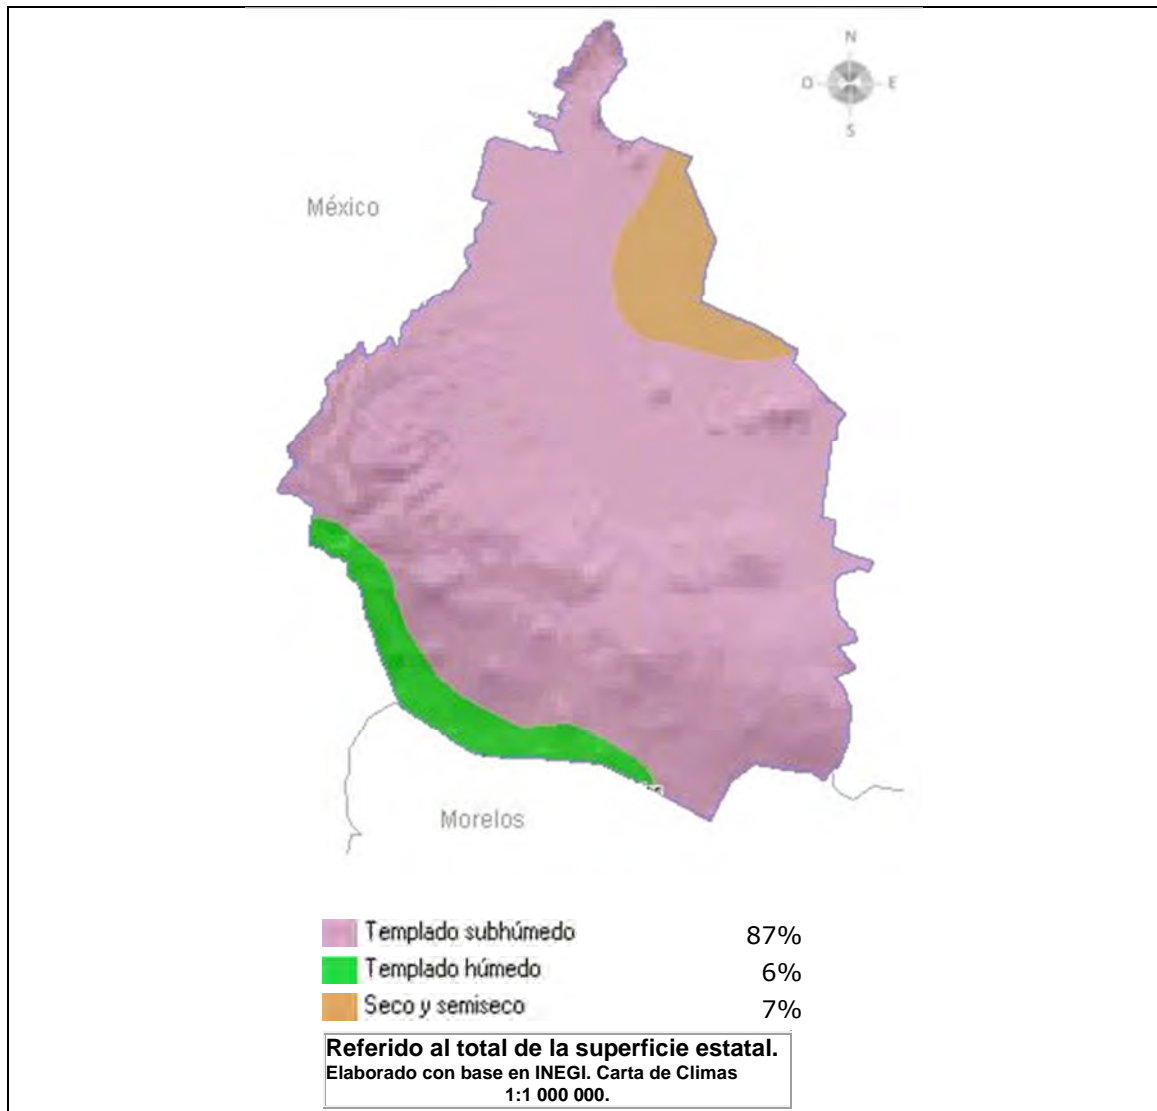 N
O E
S
México
Morelos
Templado subhúmedo 87%
Templado húmedo 6%
Seco y semiseco 7%
Referido al total de la superficie estatal.
Elaborado con base en INEGI. Carta de Climas
1:1 000 000.